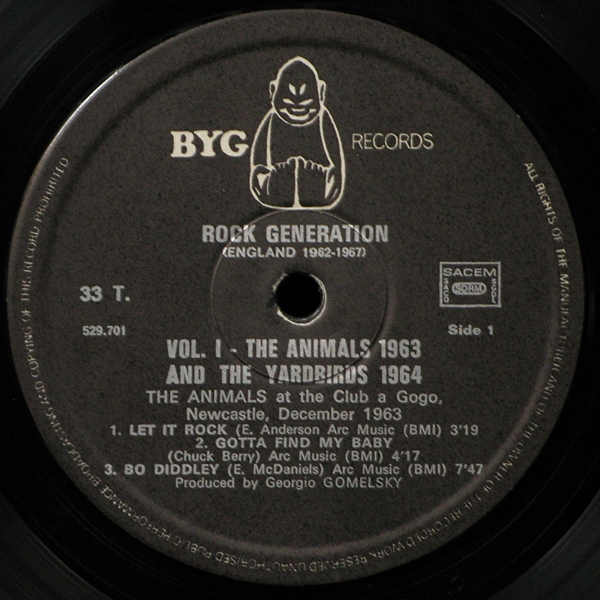 BYG RECORDS
ROCK GENERATION
(ENGLAND 1962-1967)
33 T.
529.701
SACEM
SACD SDRM SGDL
Side 1
VOL. I - THE ANIMALS 1963
AND THE YARDBIRDS 1964
THE ANIMALS at the Club a Gogo,
Newcastle, December 1963
1. LET IT ROCK (E. Anderson Arc Music (BMI) 3'19
2. GOTTA FIND MY BABY
(Chuck Berry) Arc Music (BMI) 4'17
3. BO DIDDLEY (E. McDaniels) Arc Music (BMI) 7'47
Produced by Georgio GOMELSKY
ALL RIGHTS OF THE MANUFACTURER AND OF THE OWNER OF THE RECORDED WORK RESERVED UNAUTHORISED PUBLIC PERFORMANCE BROADCASTING AND COPYING OF THIS RECORD PROHIBITED